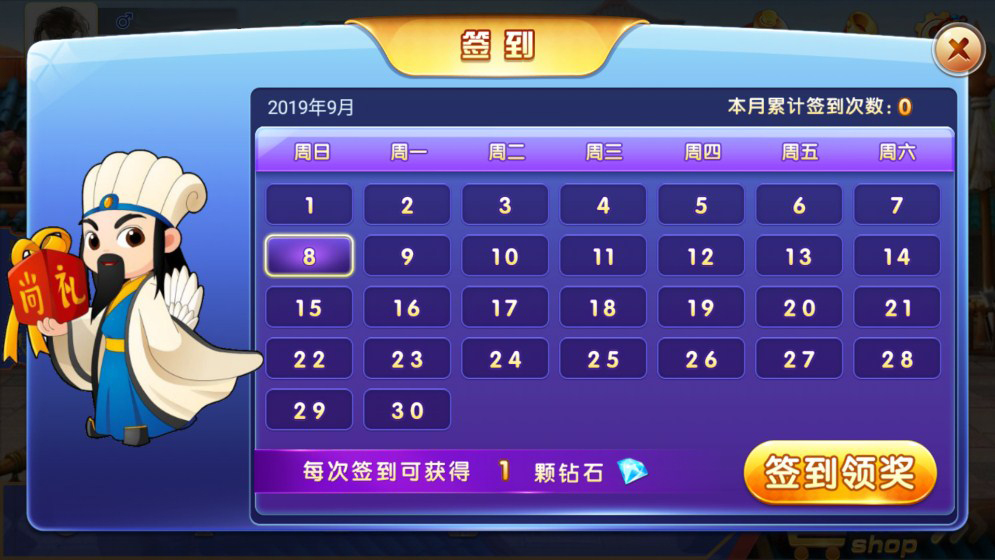 签到
2019年9月
本月累计签到次数:0
周日 周一 周二 周三 周四 周五 周六
1 2 3 4 5 6 7
8 9 10 11 12 13 14
15 16 17 18 19 20 21
22 23 24 25 26 27 28
29 30
尚礼
每次签到可获得 1 颗钻石
签到领奖
shop